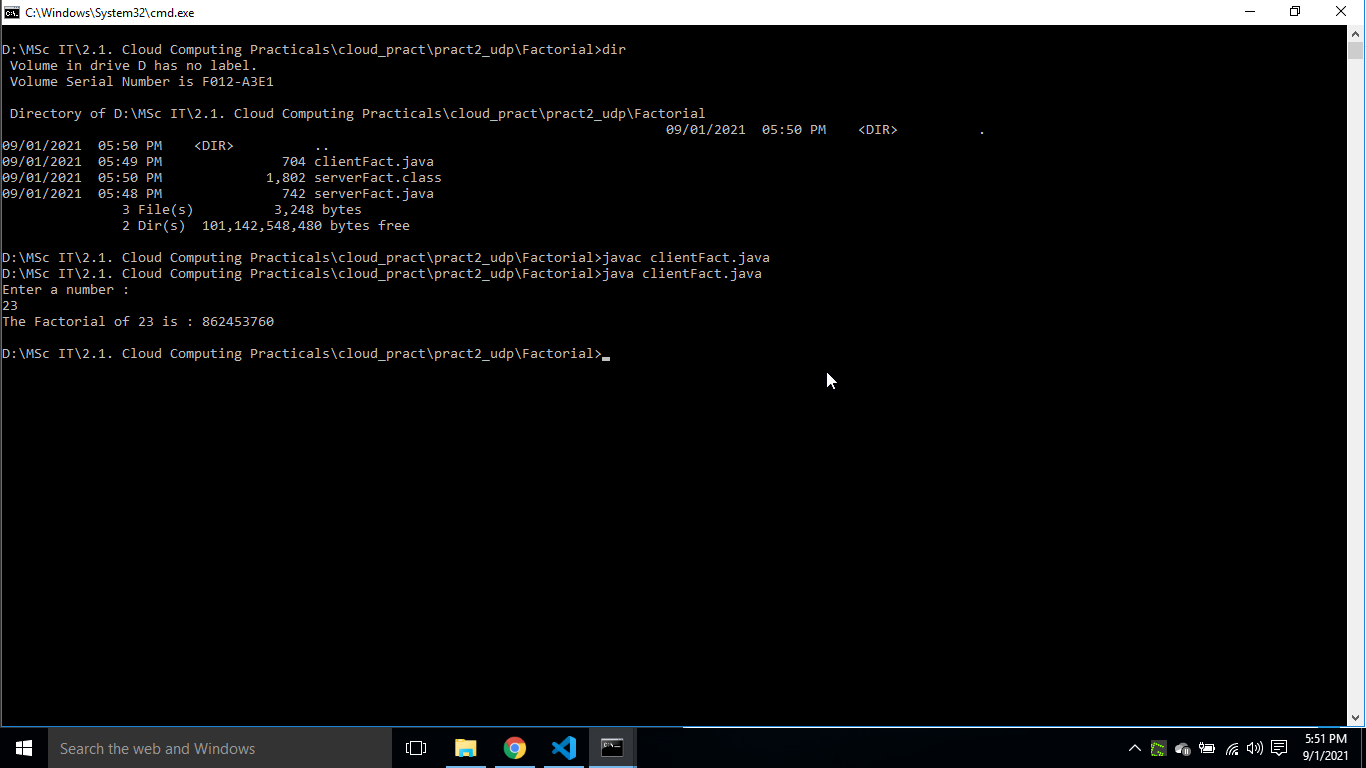 C:\Windows\System32\cmd.exe
D:\MSc IT\2.1. Cloud Computing Practicals\cloud_pract\pract2_udp\Factorial>dir
Volume in drive D has no label.
Volume Serial Number is F012-A3E1
Directory of D:\MSc IT\2.1. Cloud Computing Practicals\cloud_pract\pract2_udp\Factorial
09/01/2021  05:50 PM    <DIR>          .
09/01/2021  05:50 PM    <DIR>          ..
09/01/2021  05:49 PM               704 clientFact.java
09/01/2021  05:50 PM             1,802 serverFact.class
09/01/2021  05:48 PM               742 serverFact.java
3 File(s)          3,248 bytes
2 Dir(s)  101,142,548,480 bytes free
D:\MSc IT\2.1. Cloud Computing Practicals\cloud_pract\pract2_udp\Factorial>javac clientFact.java
D:\MSc IT\2.1. Cloud Computing Practicals\cloud_pract\pract2_udp\Factorial>java clientFact.java
Enter a number :
23
The Factorial of 23 is : 862453760
D:\MSc IT\2.1. Cloud Computing Practicals\cloud_pract\pract2_udp\Factorial>
Search the web and Windows
5:51 PM
9/1/2021